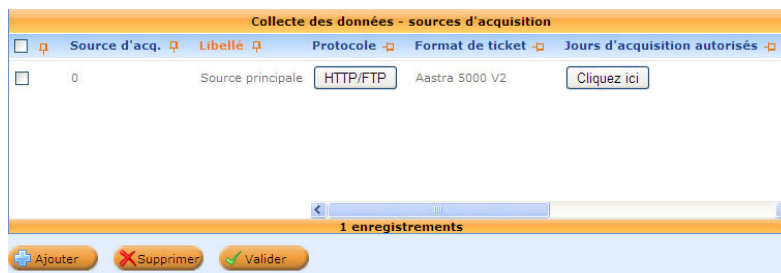 Collecte des données - sources d'acquisition
Source d'acq. Libellé Protocole Format de ticket Jours d'acquisition autorisés
0 Source principale HTTP/FTP Aastra 5000 V2 Cliquez ici
1 enregistrements
Ajouter Supprimer Valider